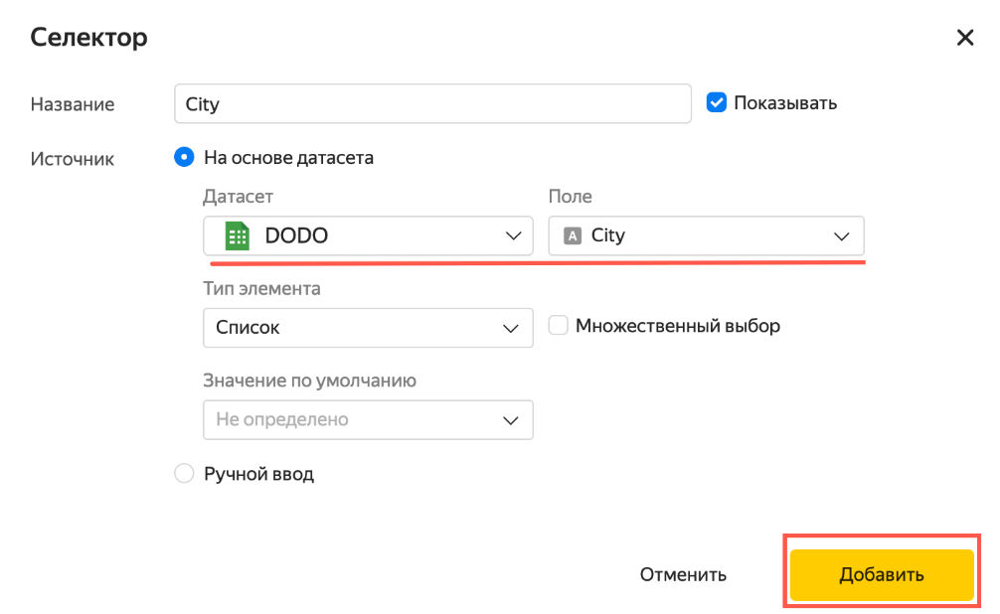 Селектор
Название City Показывать
Источник На основе датасета
Датасет Поле
DODO A City
Тип элемента
Список Множественный выбор
Значение по умолчанию
Не определено
Ручной ввод
Отменить Добавить